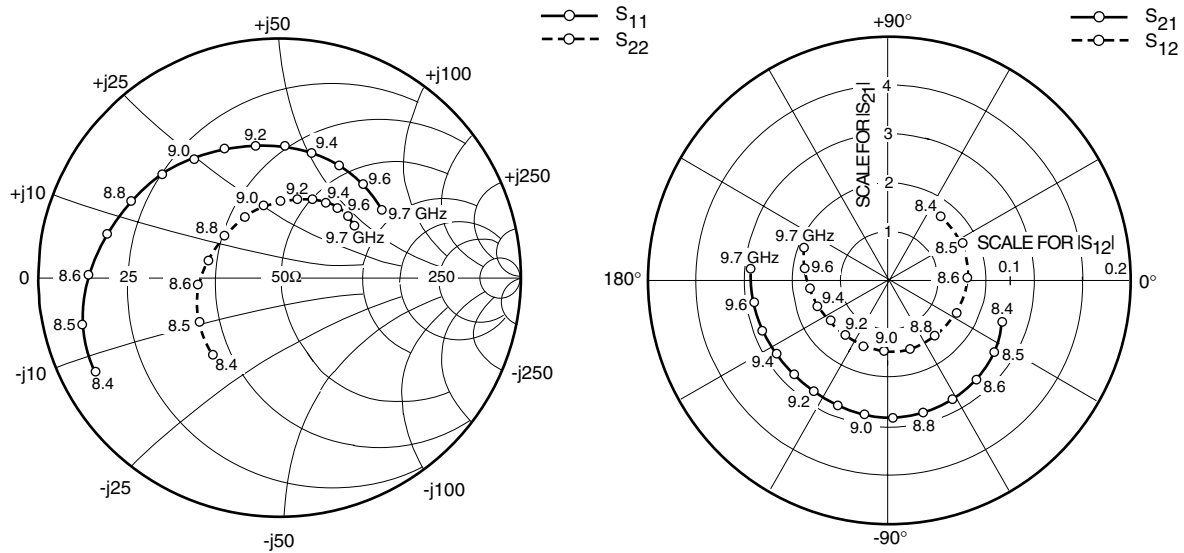 S11
S22
+j50
+j25
+j100
+j10
+j250
0
-j10
-j250
-j25
-j100
-j50
25
50Ω
250
8.4
8.5
8.6
8.8
9.0
9.2
9.4
9.6
9.7 GHz
8.4
8.5
8.6
8.8
9.0
9.2
9.4
9.6
9.7 GHz
S21
S12
+90°
180°
0°
-90°
SCALE FOR |S21|
4
3
2
1
SCALE FOR |S12|
0.1
0.2
8.4
8.5
8.6
8.8
9.0
9.2
9.4
9.6
9.7 GHz
8.4
8.5
8.6
8.8
9.0
9.2
9.4
9.6
9.7 GHz